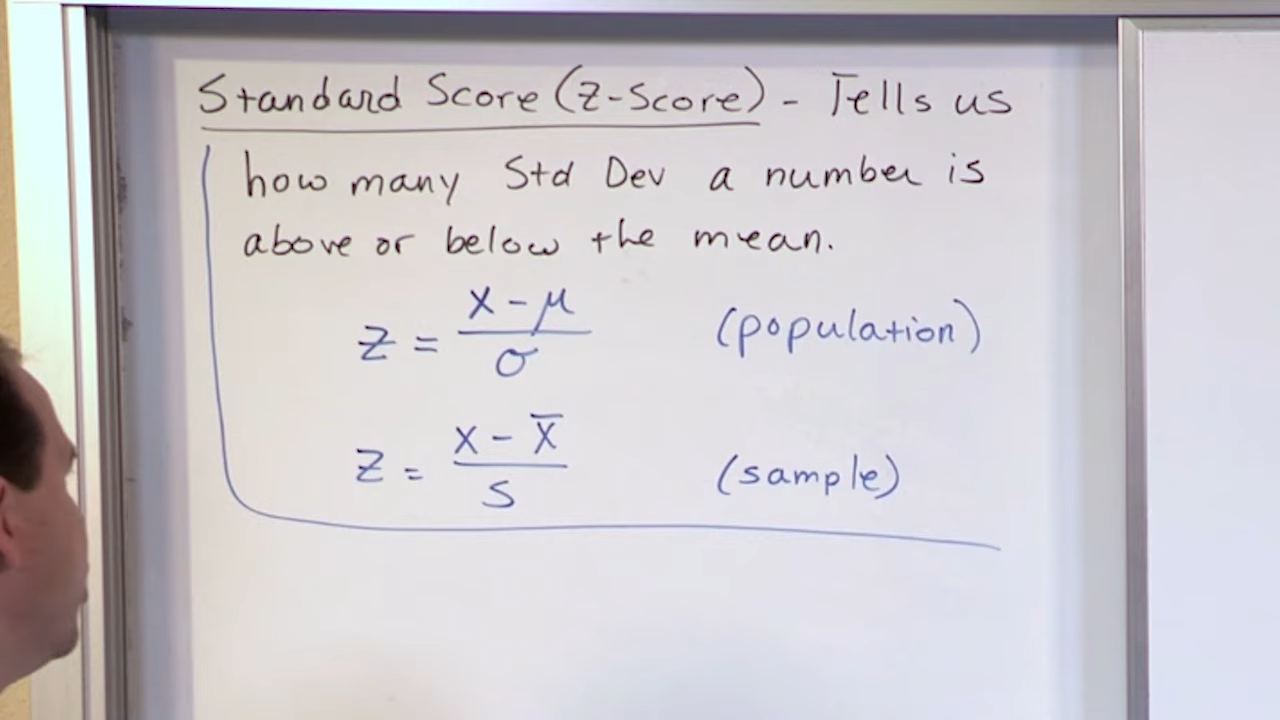 Standard Score (Z-Score) - Tells us
how many Std Dev a number is
above or below the mean.
z = (x - μ) / σ (population)
z = (x - x̄) / s (sample)